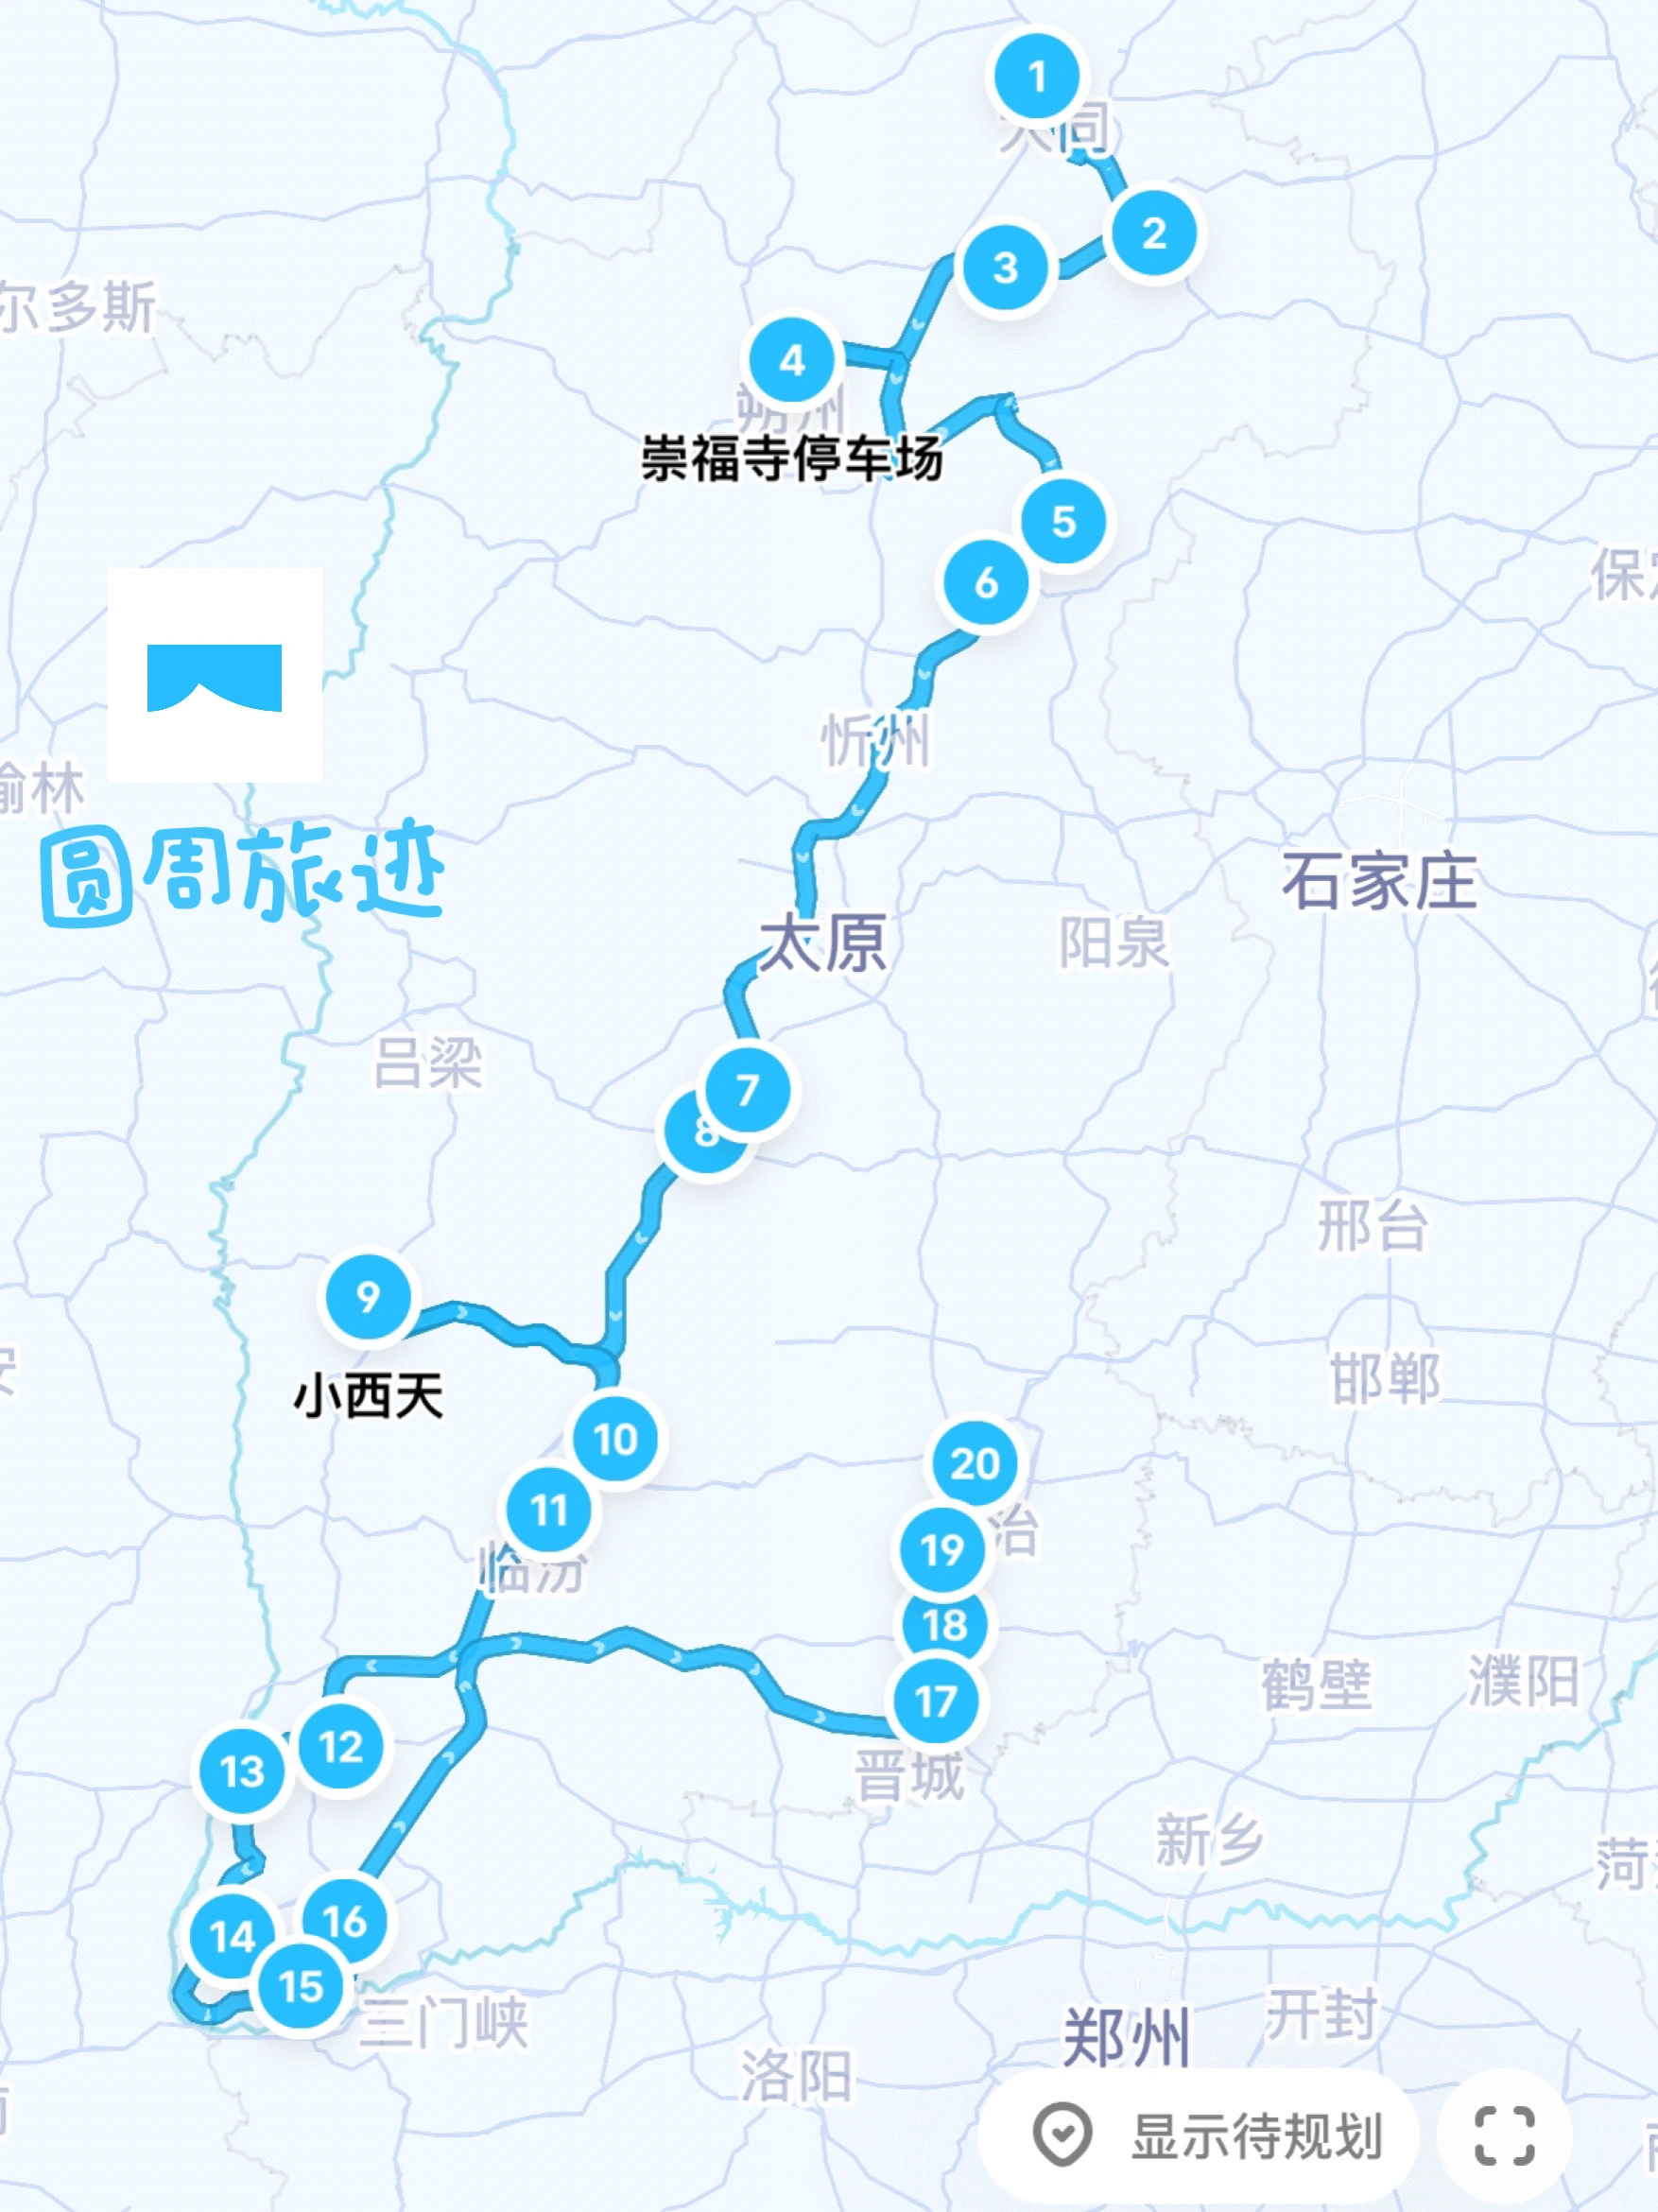 1
大同
2
3
尔多斯
4
朔州
崇福寺停车场
5
6
保定
忻州
榆林
圆周旅迹
石家庄
太原
阳泉
吕梁
7
8
邢台
9
小西天
邯郸
10
20
11
19
治
临汾
18
鹤壁
濮阳
17
12
13
晋城
新乡
菏
16
14
15
三门峡
开封
郑州
洛阳
显示待规划